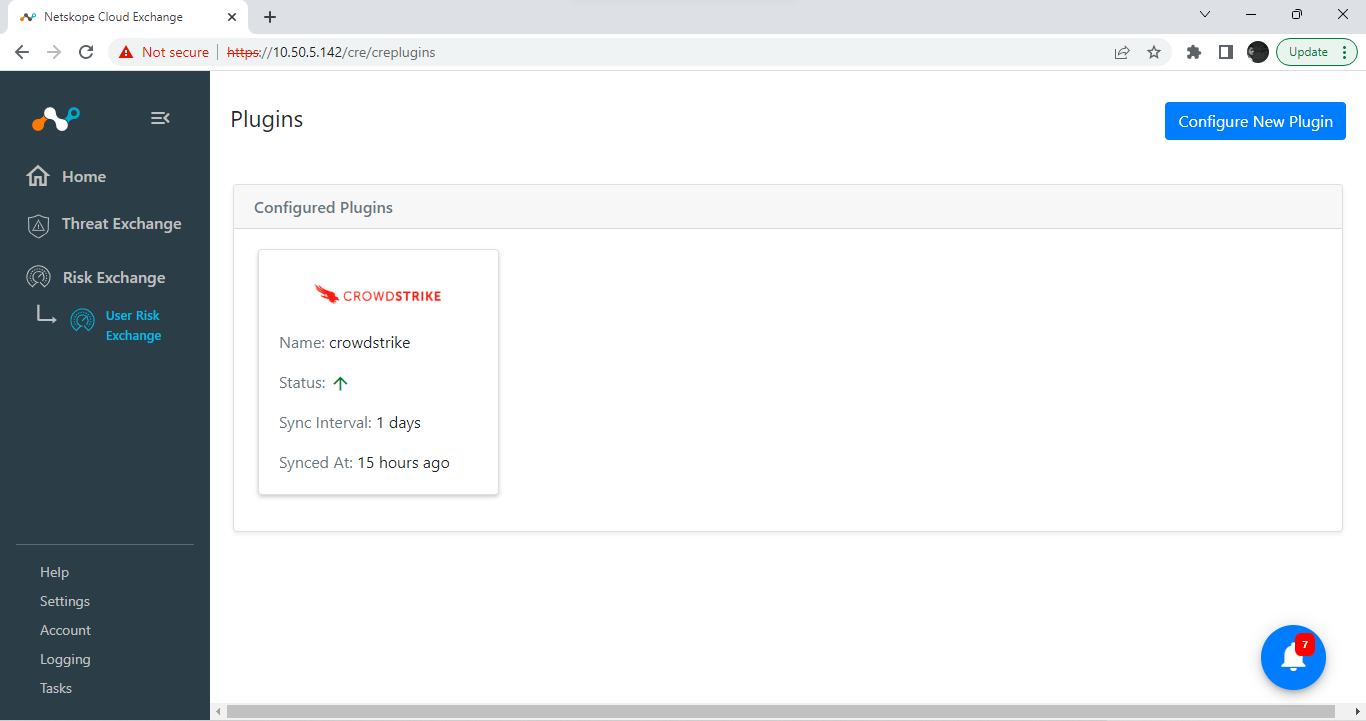 Netskope Cloud Exchange
Not secure
https://10.50.5.142/cre/creplugins
Update
Plugins
Configure New Plugin
Home
Threat Exchange
Risk Exchange
User Risk
Exchange
Configured Plugins
CROWDSTRIKE
Name: crowdstrike
Status:
Sync Interval: 1 days
Synced At: 15 hours ago
Help
Settings
Account
Logging
Tasks
7